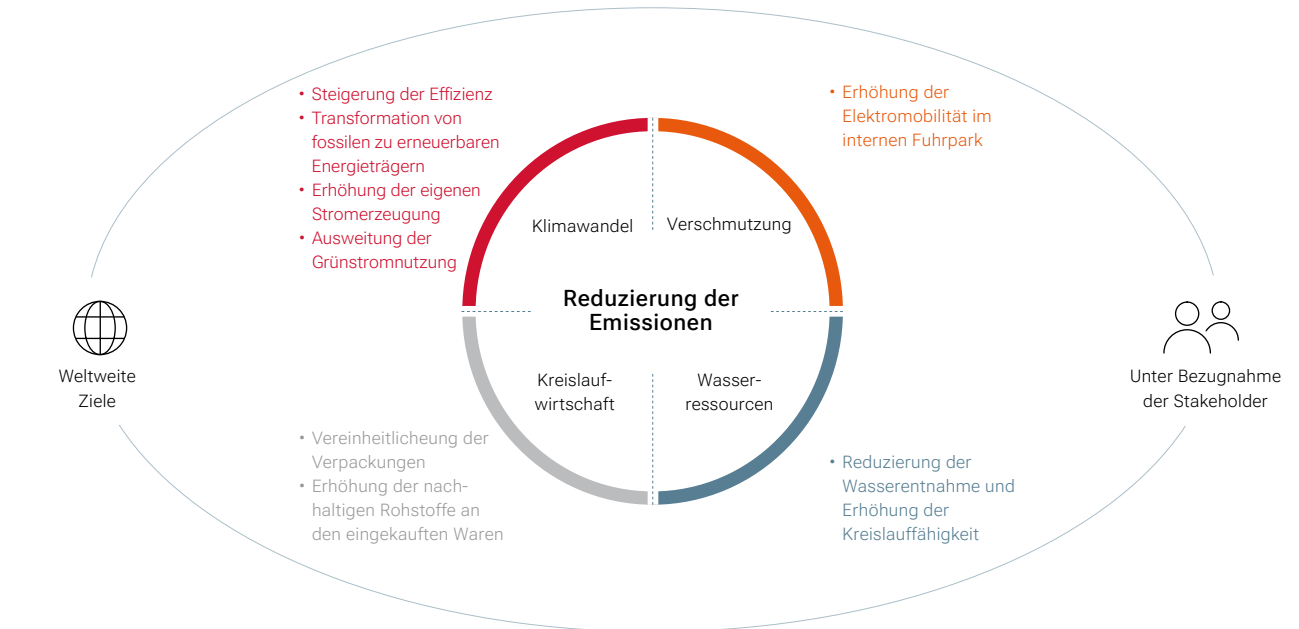 • Steigerung der Effizienz
• Transformation von
fossilen zu erneuerbaren
Energieträgern
• Erhöhung der eigenen
Stromerzeugung
• Ausweitung der
Grünstromnutzung
• Erhöhung der
Elektromobilität im
internen Fuhrpark
Klimawandel
Verschmutzung
Reduzierung der
Emissionen
Weltweite
Ziele
Unter Bezugnahme
der Stakeholder
Kreislauf-
wirtschaft
Wasser-
ressourcen
• Vereinheitlicheung der
Verpackungen
• Erhöhung der nach-
haltigen Rohstoffe an
den eingekauften Waren
• Reduzierung der
Wasserentnahme und
Erhöhung der
Kreislauffähigkeit